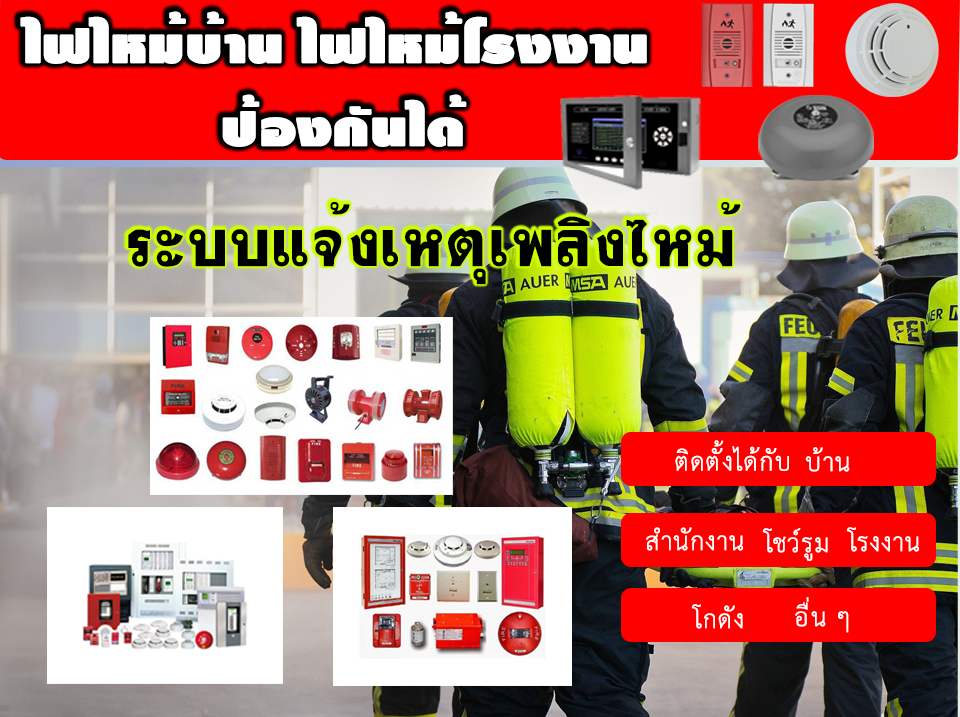 ไฟไหม้บ้าน ไฟไหม้โรงงาน
ป้องกันได้
ระบบแจ้งเหตุเพลิงไหม้
AUER MSA AUER
FEU
FEU
FIRE
ติดตั้งได้กับ บ้าน
สำนักงาน โชว์รูม โรงงาน
โกดัง อื่น ๆ